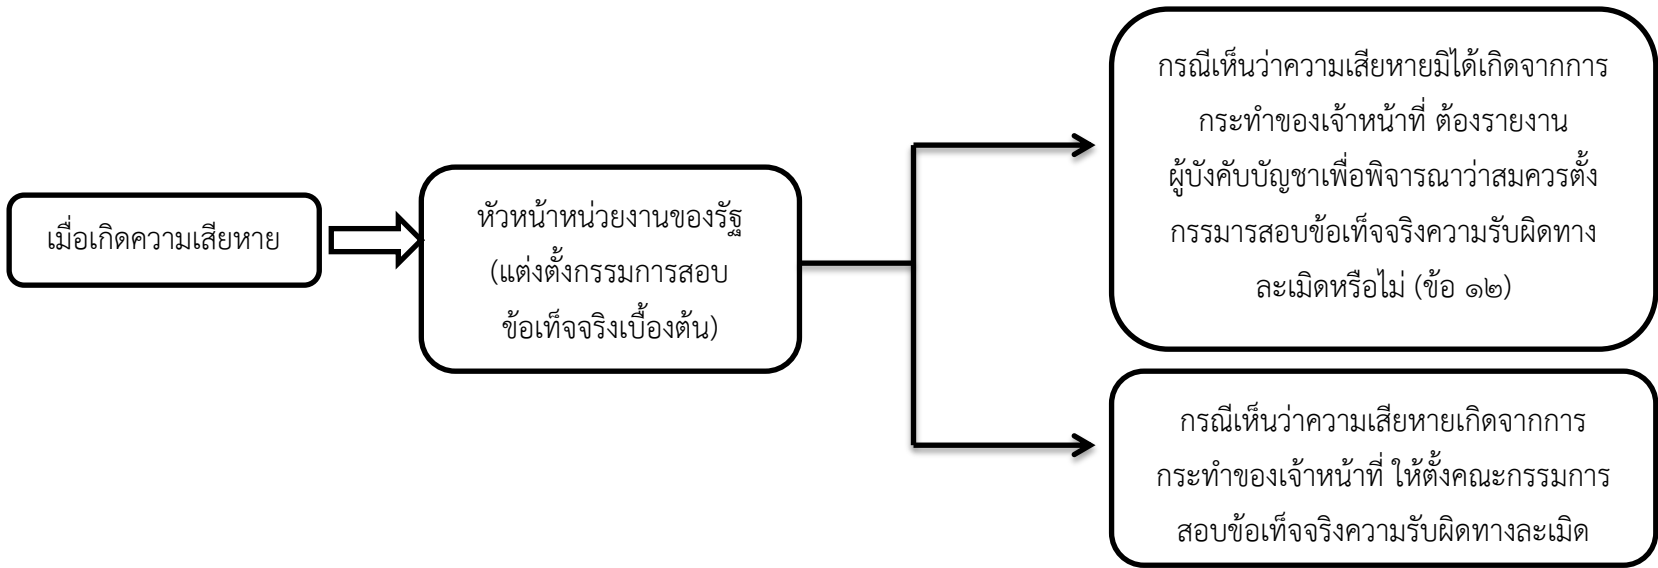 เมื่อเกิดความเสียหาย
หัวหน้าหน่วยงานของรัฐ
(แต่งตั้งกรรมการสอบ
ข้อเท็จจริงเบื้องต้น)
กรณีเห็นว่าความเสียหายมิได้เกิดจากการ
กระทำของเจ้าหน้าที่ ต้องรายงาน
ผู้บังคับบัญชาเพื่อพิจารณาว่าสมควรตั้ง
กรรมารสอบข้อเท็จจริงความรับผิดทาง
ละเมิดหรือไม่ (ข้อ ๑๒)
กรณีเห็นว่าความเสียหายเกิดจากการ
กระทำของเจ้าหน้าที่ ให้ตั้งคณะกรรมการ
สอบข้อเท็จจริงความรับผิดทางละเมิด